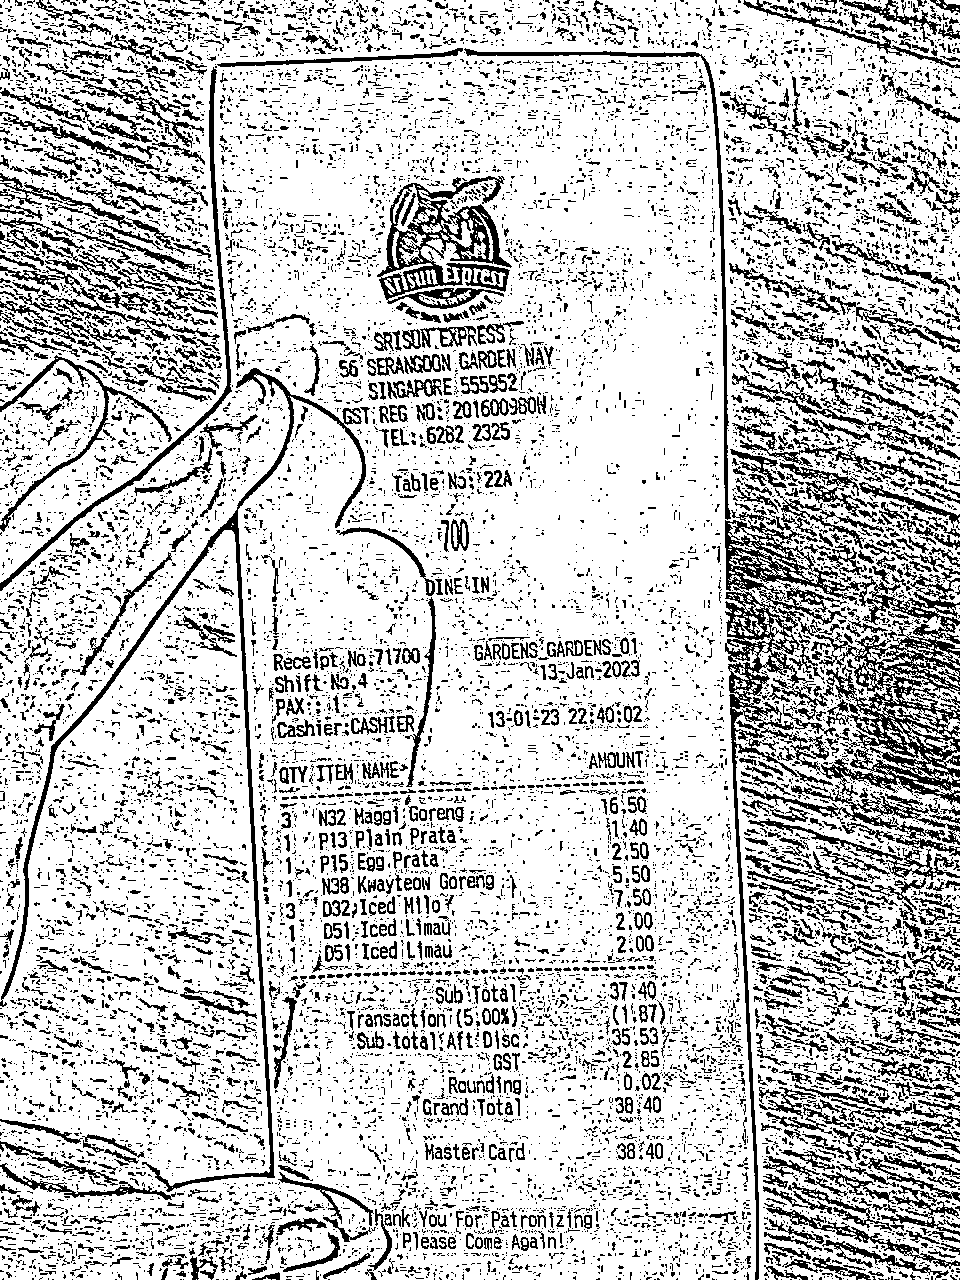 Srisun Express
SRISUN EXPRESS
56 SERANGOON GARDEN WAY
SINGAPORE 555952
GST REG NO: 201600980W
TEL: 6282 2325
Table No: 22A
700
DINE IN
Receipt No:71700 GARDENS GARDENS 01
Shift No.4 13-Jan-2023
PAX : 1
Cashier:CASHIER 13-01-23 22:40:02
QTY ITEM NAME AMOUNT
3 N32 Maggi Goreng 16.50
1 P13 Plain Prata 1.40
1 P15 Egg Prata 2.50
1 N38 Kwayteow Goreng 5.50
3 D32 Iced Milo 7.50
1 D51 Iced Limau 2.00
1 D51 Iced Limau 2.00
Sub Total 37.40
Transaction (5.00%) (1.87)
Sub total Aft Disc 35.53
GST 2.85
Rounding 0.02
Grand Total 38.40
Master Card 38.40
Thank You For Patronizing!
Please Come Again!